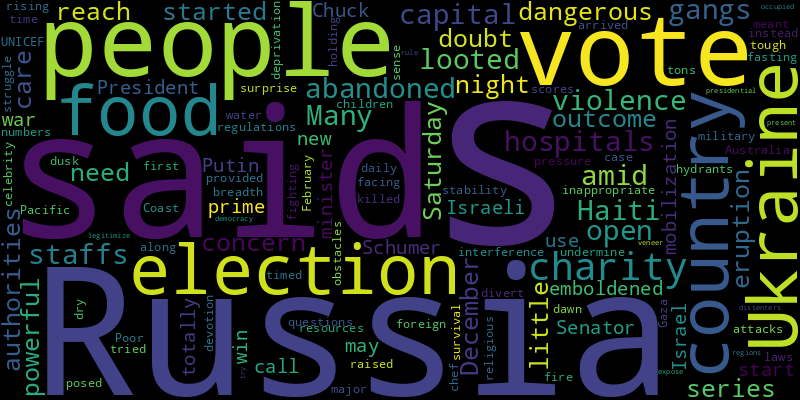 rising
time
reach
started
Chuck
capital
dangerous
occupied
gangs
meant
instead
UNICEF
struggle
care
people
deprivation
holding
arrived
vote
doubt
looted
sense
rule
tough
fasting
President
surprise
abandoned
night
tons
scores
violence
presidential
food
war
numbers
water
regulations
children
Many
outcome
country
military
present
Ukraine
said
S
new
Saturday
hospitals
mobilization
Australia
dusk
need
first
Putin
provided
breadth
February
fighting
minister
daily
facing
killed
pressure
case
amid
hydrants
celebrity
Pacific
Coast
prime
democracy
stability
Israeli
inappropriate
Haiti
open
eruption
authorities
legitimize
concern
obstacles
Schumer
interference
use
undermine
veneer
staffs
along
election
timed
December
charity
powerful
Russia
dry
Poor
tried
totally
devotion
win
try
questions
resources
foreign
survival
chef
religious
divert
emboldened
little
dawn
Senator
Gaza
Israel
dissenters
attacks
posed
call
may
raised
major
fire
expose
regions
laws
start
series